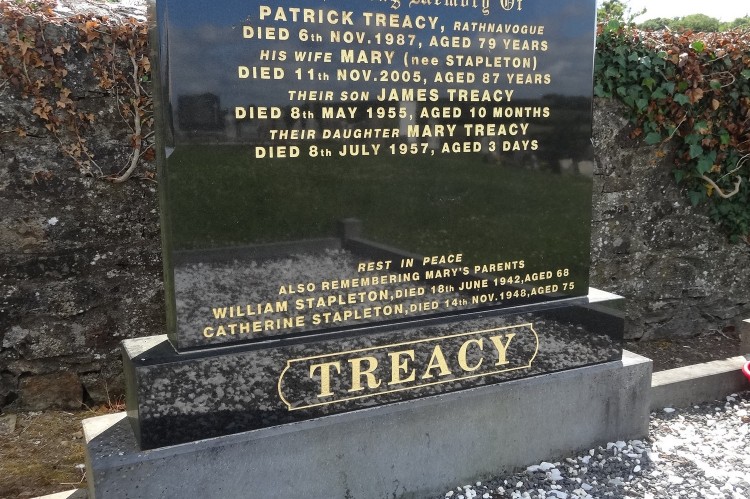 Memory Of
PATRICK TREACY, RATHNAVOGUE
DIED 6th NOV.1987, AGED 79 YEARS
HIS WIFE MARY (nee STAPLETON)
DIED 11th NOV.2005, AGED 87 YEARS
THEIR SON JAMES TREACY
DIED 8th MAY 1955, AGED 10 MONTHS
THEIR DAUGHTER MARY TREACY
DIED 8th JULY 1957, AGED 3 DAYS
REST IN PEACE
ALSO REMEMBERING MARY'S PARENTS
WILLIAM STAPLETON, DIED 18th JUNE 1942, AGED 68
CATHERINE STAPLETON, DIED 14th NOV.1948, AGED 75
TREACY